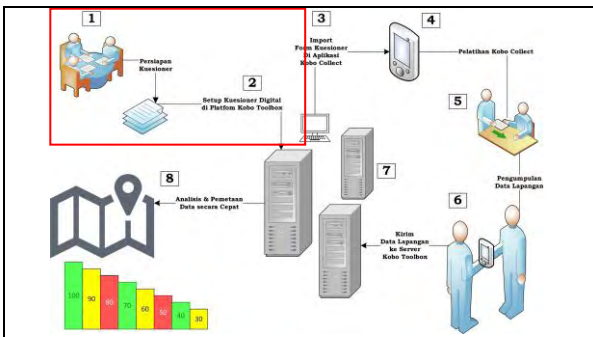 1
Persiapan
Kuesioner
2
Setup Kuesioner Digital
di Platfom Kobo Toolbox
3
Import
Form Kuesioner
Di Aplikasi
Kobo Collect
4
Pelatihan Kobo Collect
5
Pengumpulan
Data Lapangan
6
Kirim
Data Lapangan
ke Server
Kobo Toolbox
7
8
Analisis & Pemetaan
Data secara Cepat
100
90
80
70
60
50
40
30